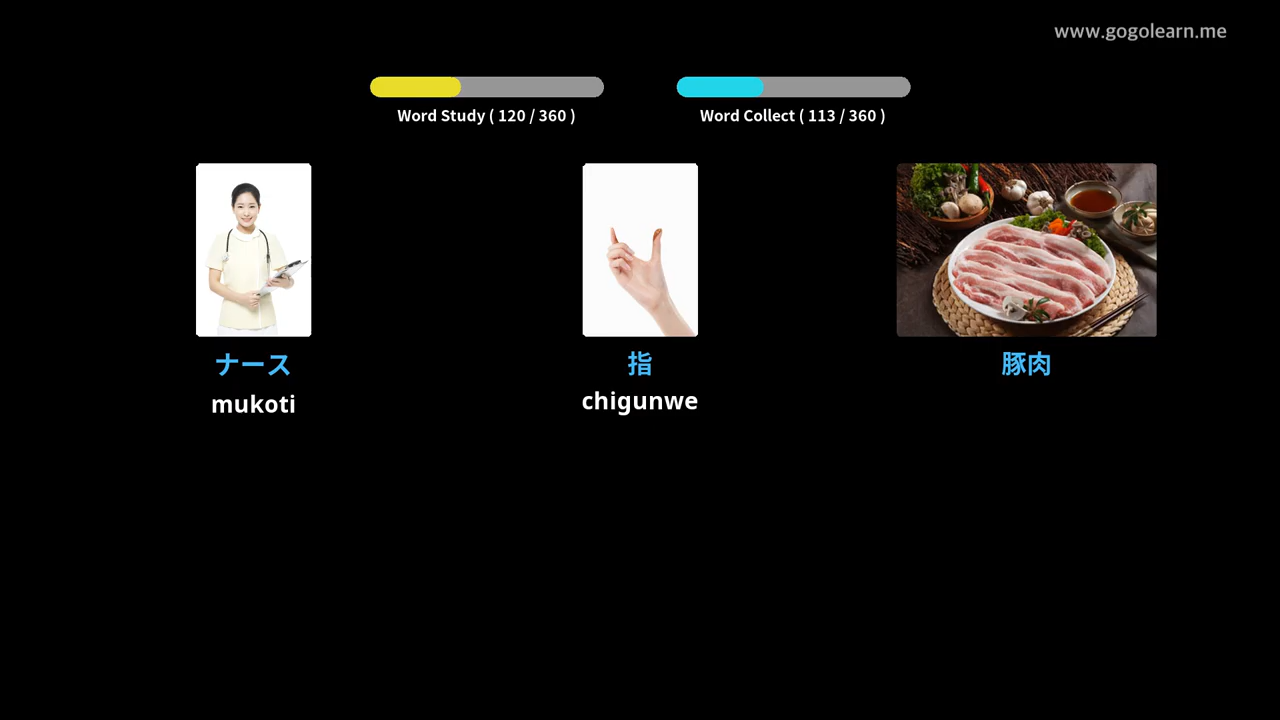 www.gogolearn.me
Word Study ( 120 / 360 )
Word Collect ( 113 / 360 )
ナース
指
豚肉
mukoti
chigunwe